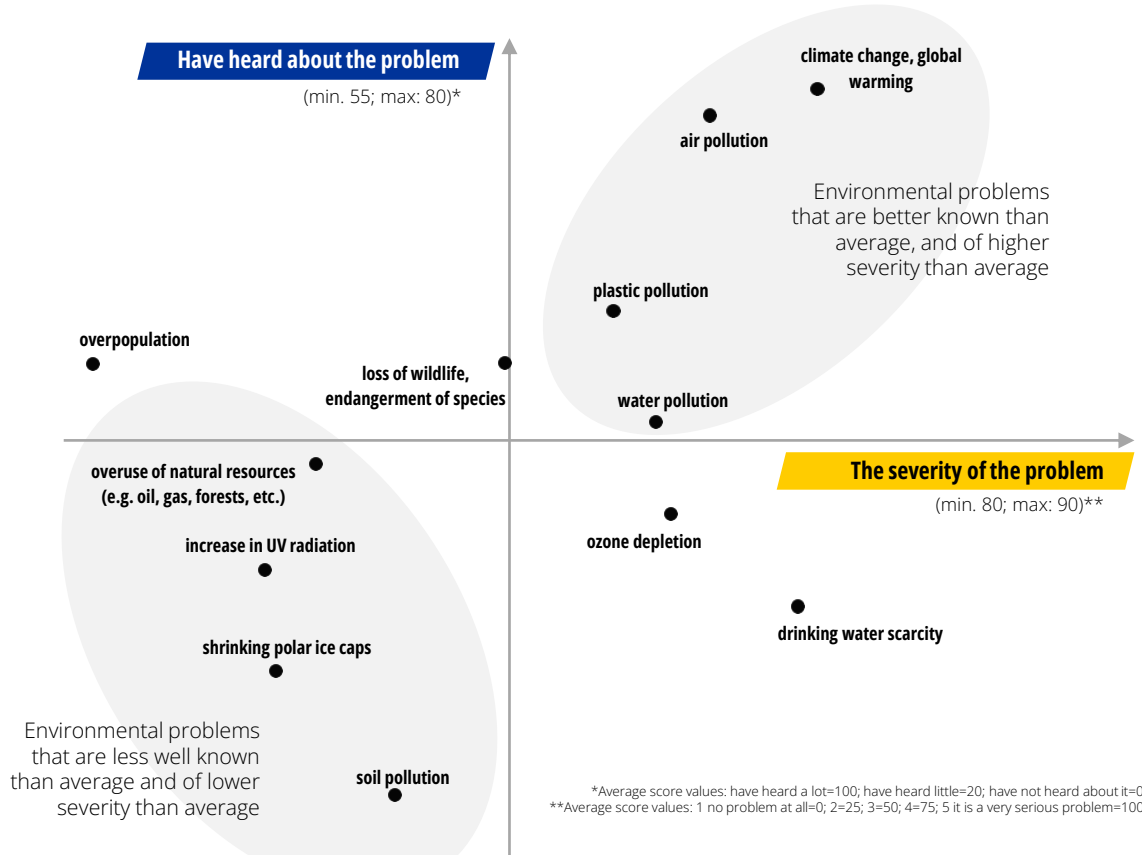 Have heard about the problem
(min. 55; max: 80)*
climate change, global
warming
air pollution
Environmental problems
that are better known than
average, and of higher
severity than average
plastic pollution
overpopulation
loss of wildlife,
endangerment of species
water pollution
overuse of natural resources
(e.g. oil, gas, forests, etc.)
The severity of the problem
(min. 80; max: 90)**
increase in UV radiation
ozone depletion
drinking water scarcity
shrinking polar ice caps
Environmental problems
that are less well known
than average and of lower
severity than average
soil pollution
*Average score values: have heard a lot=100; have heard little=20; have not heard about it=0
**Average score values: 1 no problem at all=0; 2=25; 3=50; 4=75; 5 it is a very serious problem=100